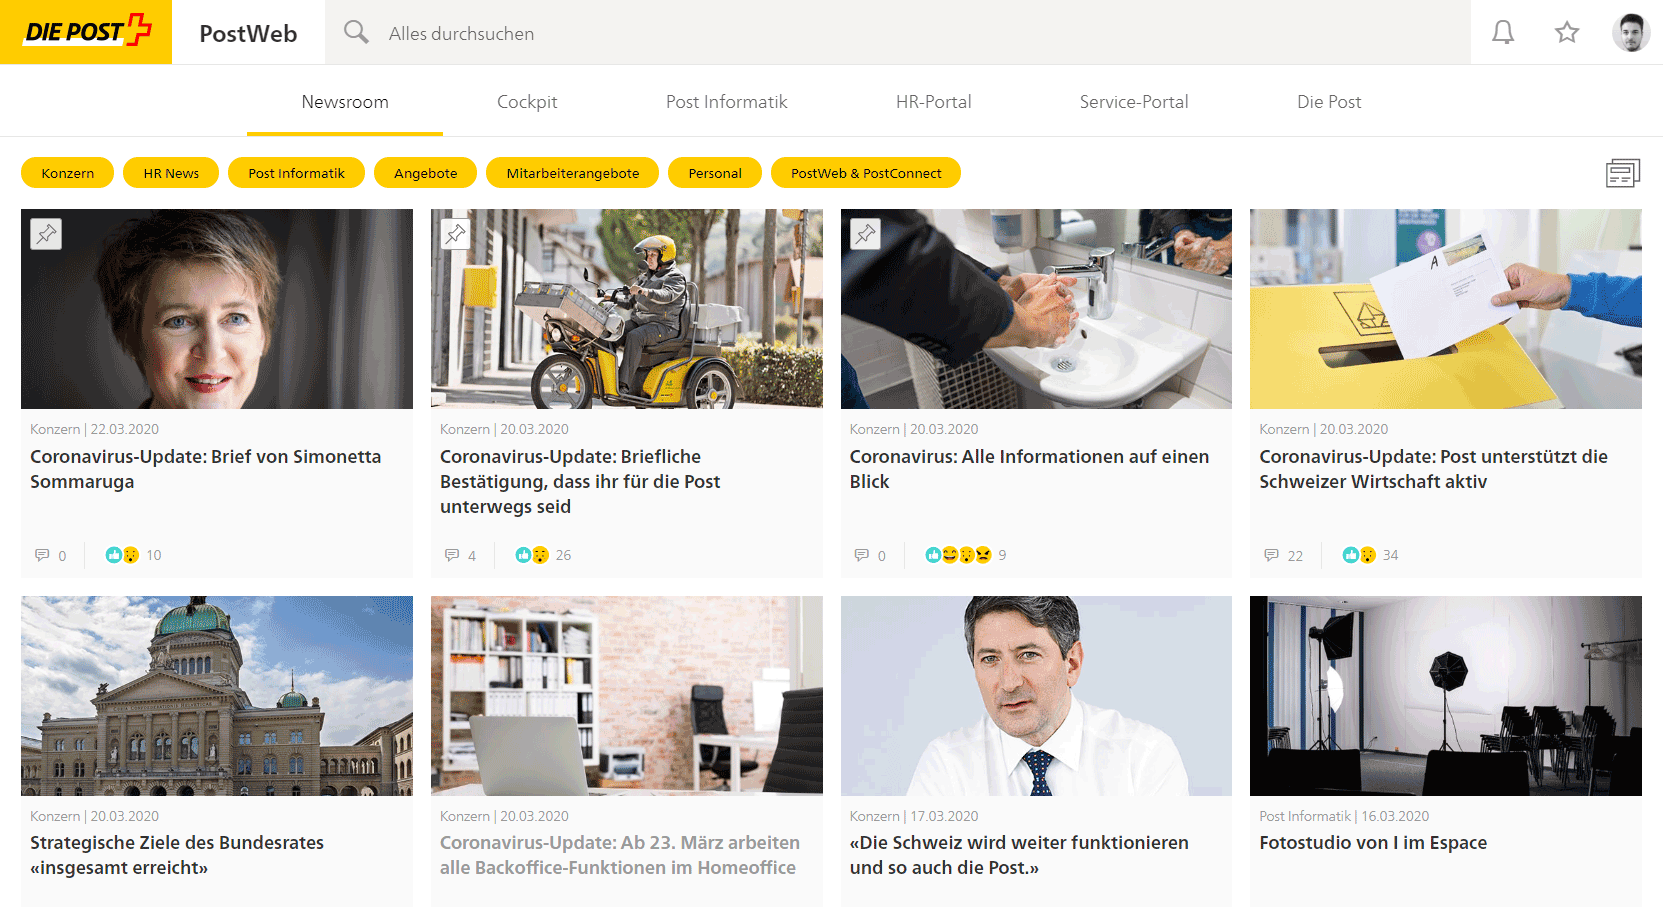 DIE POST
PostWeb
Alles durchsuchen
Newsroom
Cockpit
Post Informatik
HR-Portal
Service-Portal
Die Post
Konzern
HR News
Post Informatik
Angebote
Mitarbeiterangebote
Personal
PostWeb & PostConnect
A
Konzern | 22.03.2020
Coronavirus-Update: Brief von Simonetta
Sommaruga
0
10
Konzern | 20.03.2020
Coronavirus-Update: Briefliche
Bestätigung, dass ihr für die Post
unterwegs seid
4
26
Konzern | 20.03.2020
Coronavirus: Alle Informationen auf einen
Blick
0
9
Konzern | 20.03.2020
Coronavirus-Update: Post unterstützt die
Schweizer Wirtschaft aktiv
22
34
Konzern | 20.03.2020
Strategische Ziele des Bundesrates
«insgesamt erreicht»
Konzern | 20.03.2020
Coronavirus-Update: Ab 23. März arbeiten
alle Backoffice-Funktionen im Homeoffice
Konzern | 17.03.2020
«Die Schweiz wird weiter funktionieren
und so auch die Post.»
Post Informatik | 16.03.2020
Fotostudio von I im Espace